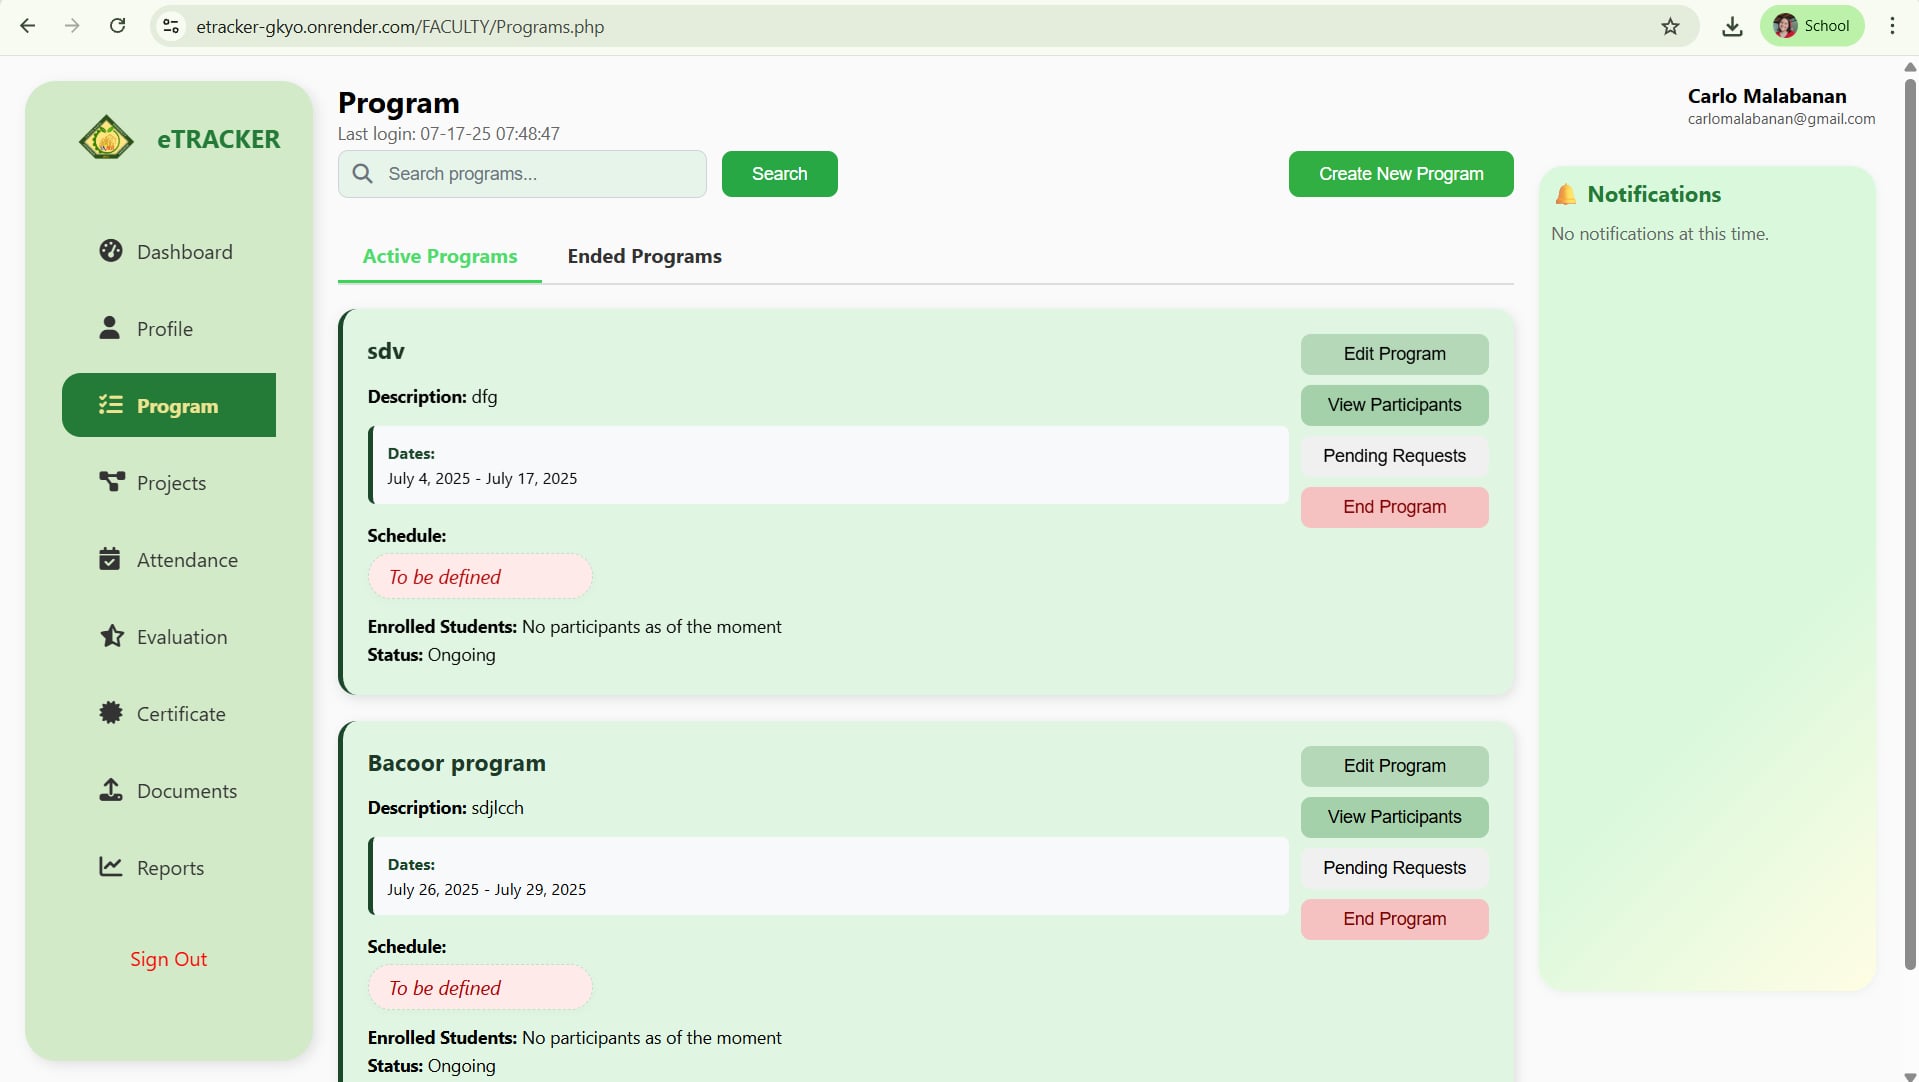 etracker-gkyo.onrender.com/FACULTY/Programs.php
School
eTRACKER
Dashboard
Profile
Program
Projects
Attendance
Evaluation
Certificate
Documents
Reports
Sign Out
Program
Last login: 07-17-25 07:48:47
Search programs...
Search
Create New Program
Carlo Malabanan
carlomalabanan@gmail.com
Active Programs
Ended Programs
sdv
Description: dfg
Dates:
July 4, 2025 - July 17, 2025
Schedule:
To be defined
Enrolled Students: No participants as of the moment
Status: Ongoing
Edit Program
View Participants
Pending Requests
End Program
Bacoor program
Description: sdjlcch
Dates:
July 26, 2025 - July 29, 2025
Schedule:
To be defined
Enrolled Students: No participants as of the moment
Status: Ongoing
Edit Program
View Participants
Pending Requests
End Program
Notifications
No notifications at this time.